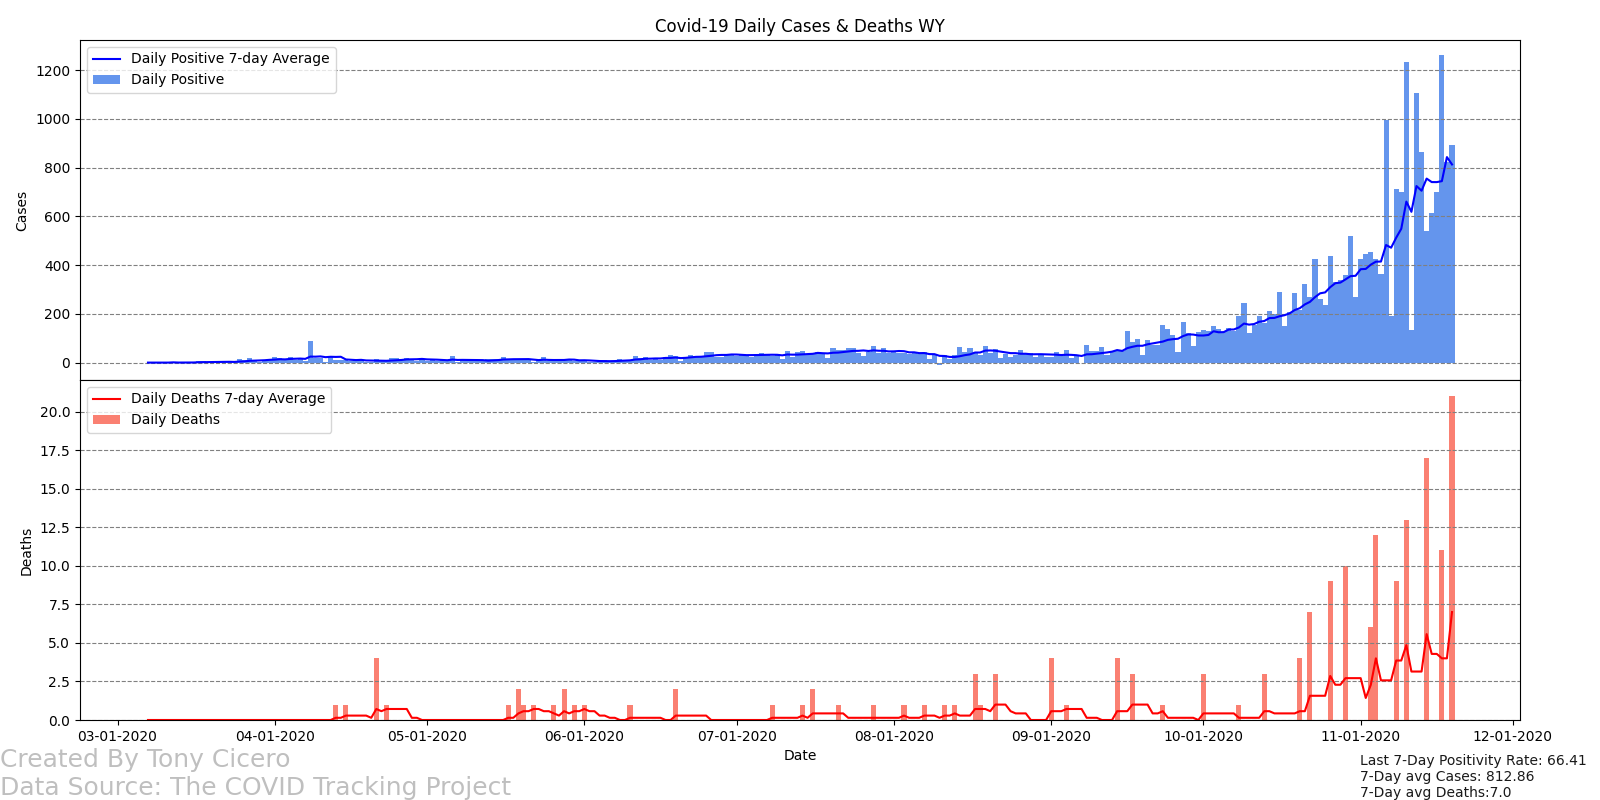 Covid-19 Daily Cases & Deaths WY
Daily Positive 7-day Average
Daily Positive
1200
1000
800
600
400
200
0
Cases
Daily Deaths 7-day Average
Daily Deaths
20.0
17.5
15.0
12.5
10.0
7.5
5.0
2.5
0.0
Deaths
03-01-2020 04-01-2020 05-01-2020 06-01-2020 07-01-2020 08-01-2020 09-01-2020 10-01-2020 11-01-2020 12-01-2020
Date
Created By Tony Cicero
Data Source: The COVID Tracking Project
Last 7-Day Positivity Rate: 66.41
7-Day avg Cases: 812.86
7-Day avg Deaths:7.0